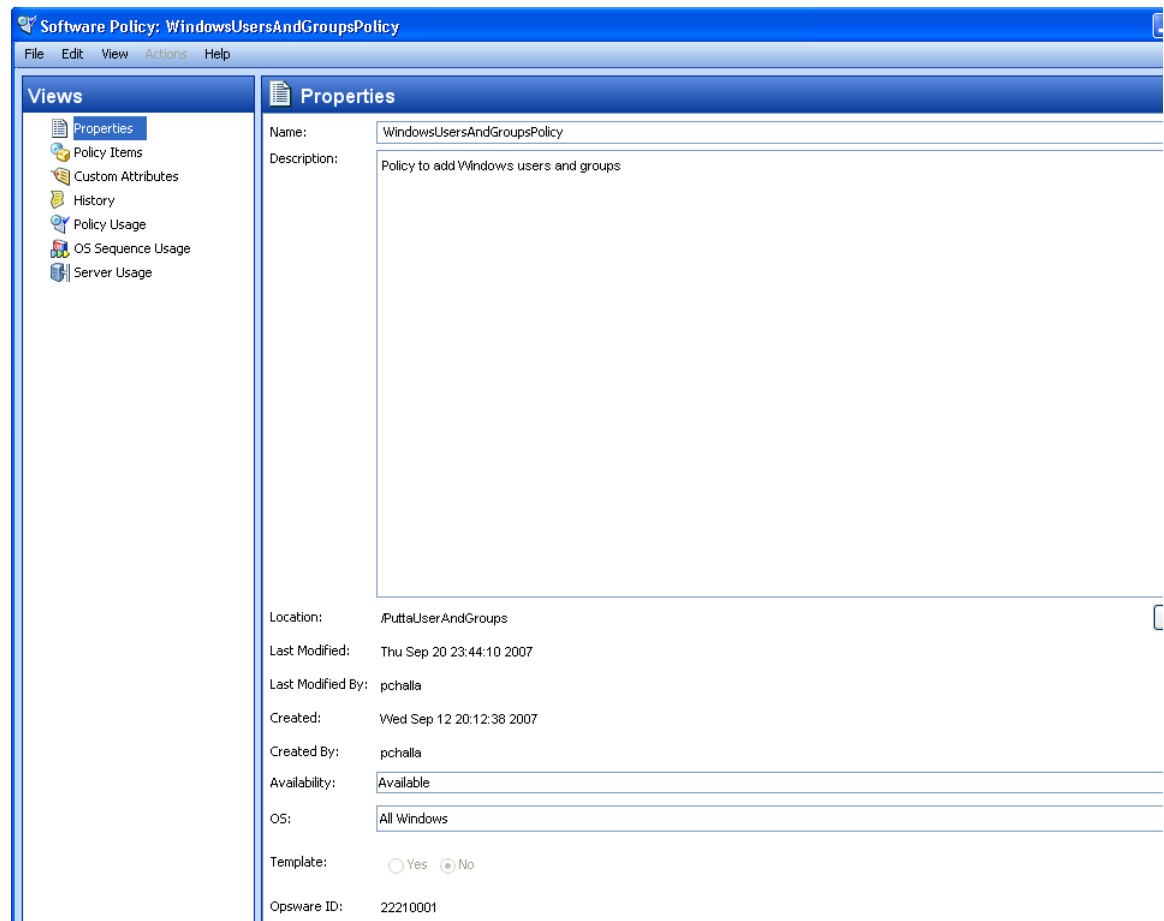 Software Policy: WindowsUsersAndGroupsPolicy
File Edit View Actions Help
Views
Properties
Policy Items
Custom Attributes
History
Policy Usage
OS Sequence Usage
Server Usage
Properties
Name: WindowsUsersAndGroupsPolicy
Description: Policy to add Windows users and groups
Location: /PuttaUserAndGroups
Last Modified: Thu Sep 20 23:44:10 2007
Last Modified By: pchalla
Created: Wed Sep 12 20:12:38 2007
Created By: pchalla
Availability: Available
OS: All Windows
Template: Yes No
Opsware ID: 22210001